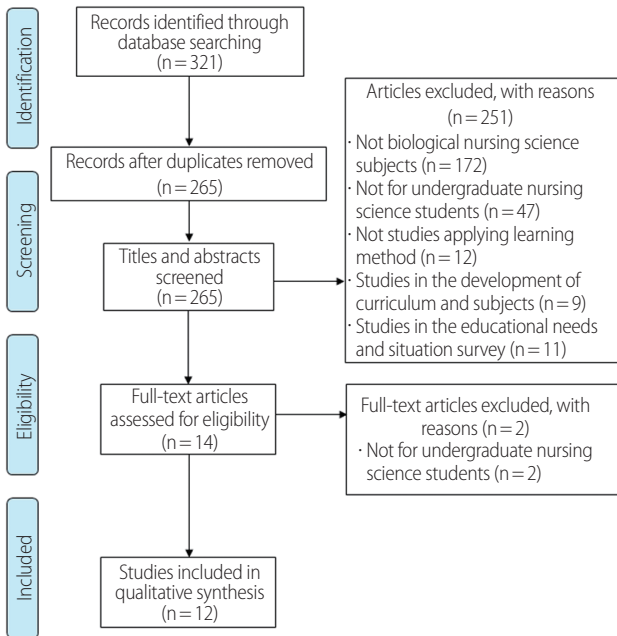 Identification
Records identified through
database searching
(n = 321)
Records after duplicates removed
(n = 265)
Screening
Titles and abstracts
screened
(n = 265)
Articles excluded, with reasons
(n = 251)
· Not biological nursing science
subjects (n = 172)
· Not for undergraduate nursing
science students (n = 47)
· Not studies applying learning
method (n = 12)
· Studies in the development of
curriculum and subjects (n = 9)
· Studies in the educational needs
and situation survey (n = 11)
Eligibility
Full-text articles
assessed for eligibility
(n = 14)
Full-text articles excluded, with
reasons (n = 2)
· Not for undergraduate nursing
science students (n = 2)
Included
Studies included in
qualitative synthesis
(n = 12)